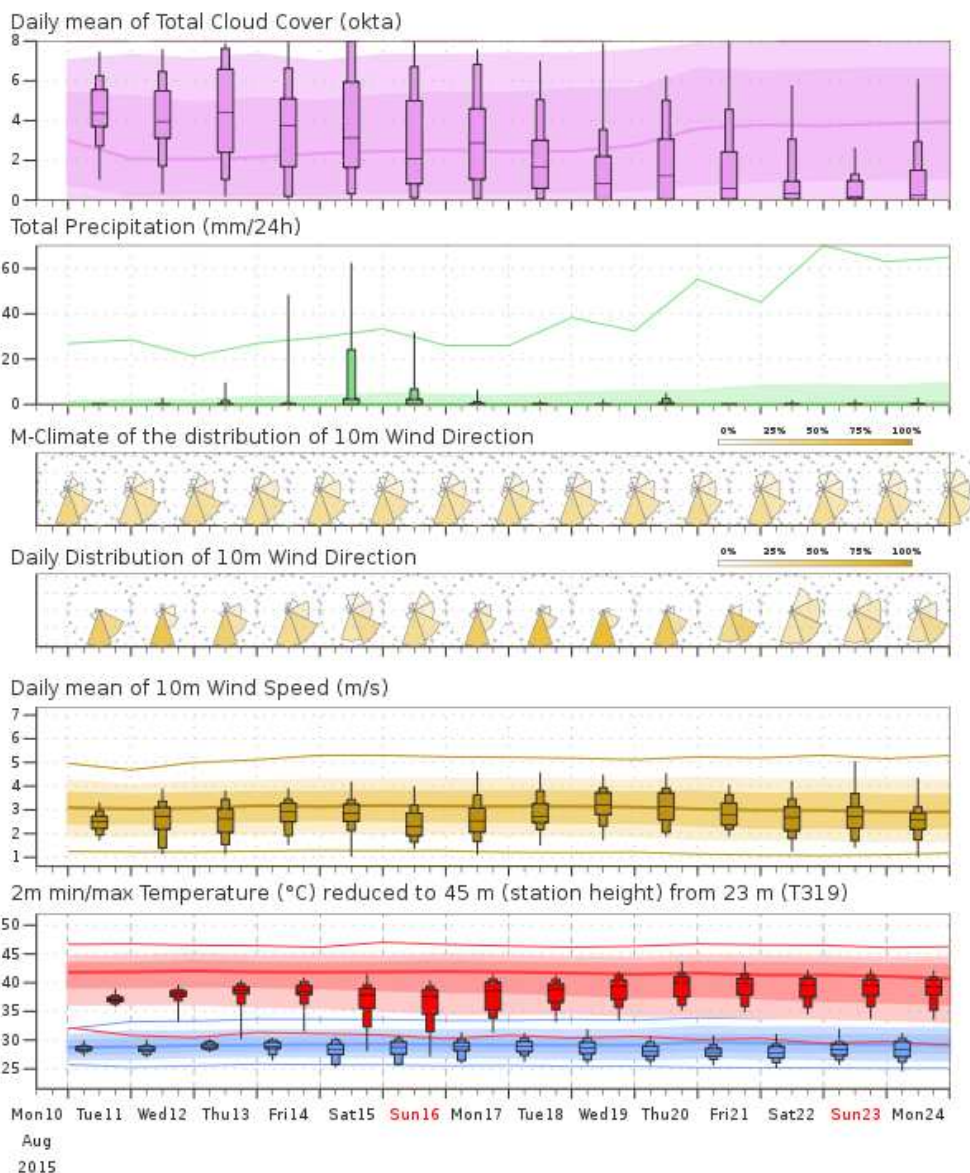 Daily mean of Total Cloud Cover (okta)
8
6
4
2
0
Total Precipitation (mm/24h)
60
40
20
0
M-Climate of the distribution of 10m Wind Direction
0% 25% 50% 75% 100%
Daily Distribution of 10m Wind Direction
0% 25% 50% 75% 100%
Daily mean of 10m Wind Speed (m/s)
7
6
5
4
3
2
1
2m min/max Temperature (°C) reduced to 45 m (station height) from 23 m (T319)
50
45
40
35
30
25
Mon10 Tue11 Wed12 Thu13 Fri14 Sat15 Sun16 Mon17 Tue18 Wed19 Thu20 Fri21 Sat22 Sun23 Mon24
Aug
2015